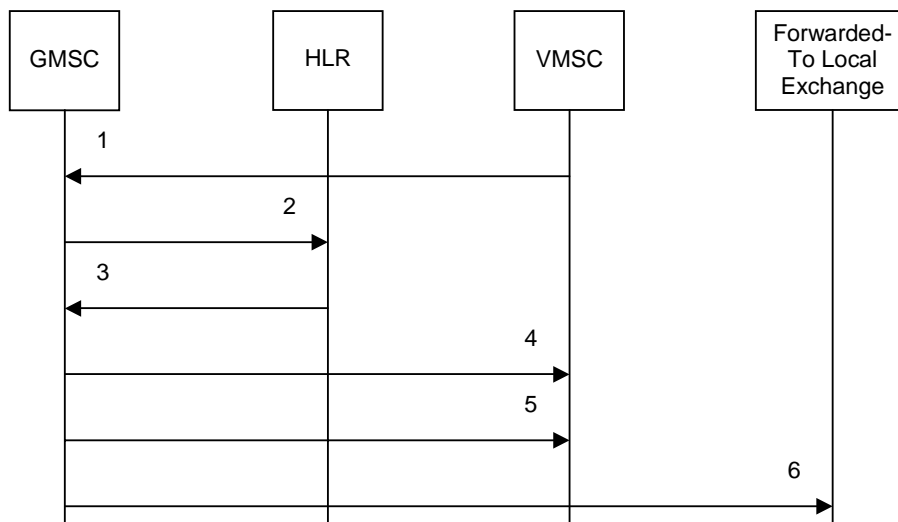 GMSC
HLR
VMSC
Forwarded-
To Local
Exchange
1
2
3
4
5
6